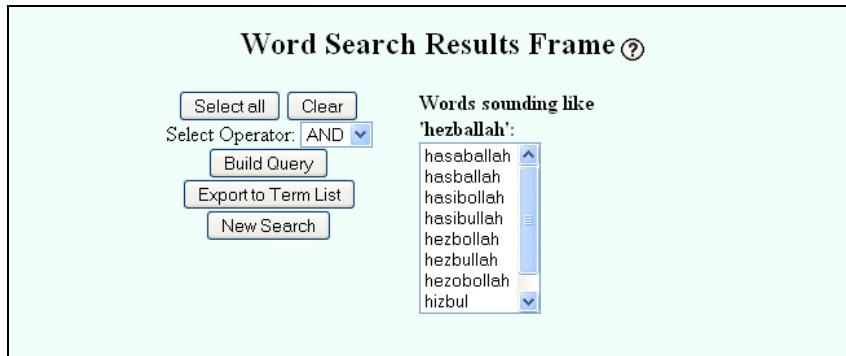 Word Search Results Frame ?
Select all Clear
Select Operator: AND
Build Query
Export to Term List
New Search
Words sounding like
'hezballah':
hasaballah
hasballah
hasibollah
hasibullah
hezbollah
hezbullah
hezobollah
hizbul